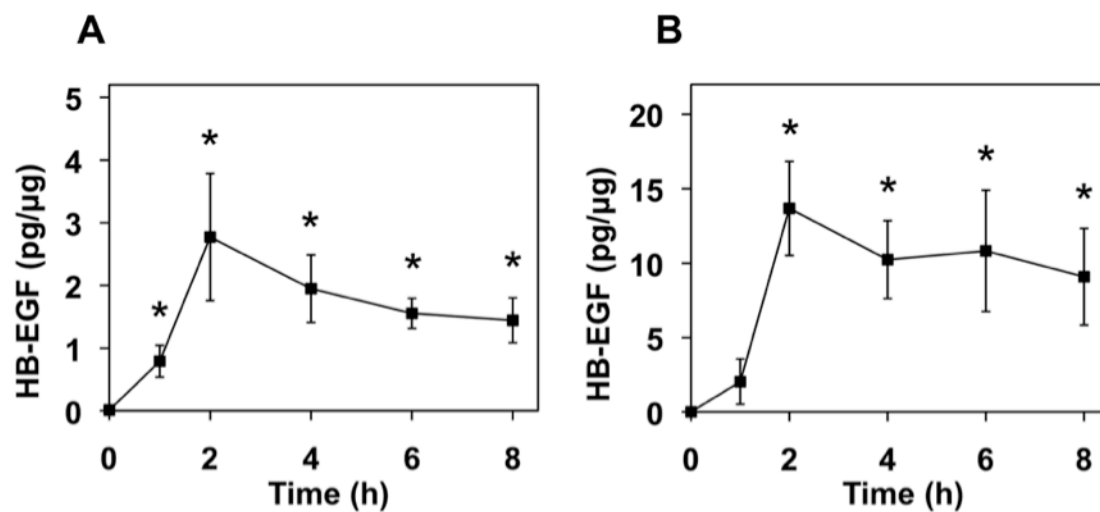 A
HB-EGF (pg/μg)
5
4
3
2
1
0
* * * * *
0 2 4 6 8
Time (h)
B
HB-EGF (pg/μg)
20
15
10
5
0
* * * *
0 2 4 6 8
Time (h)